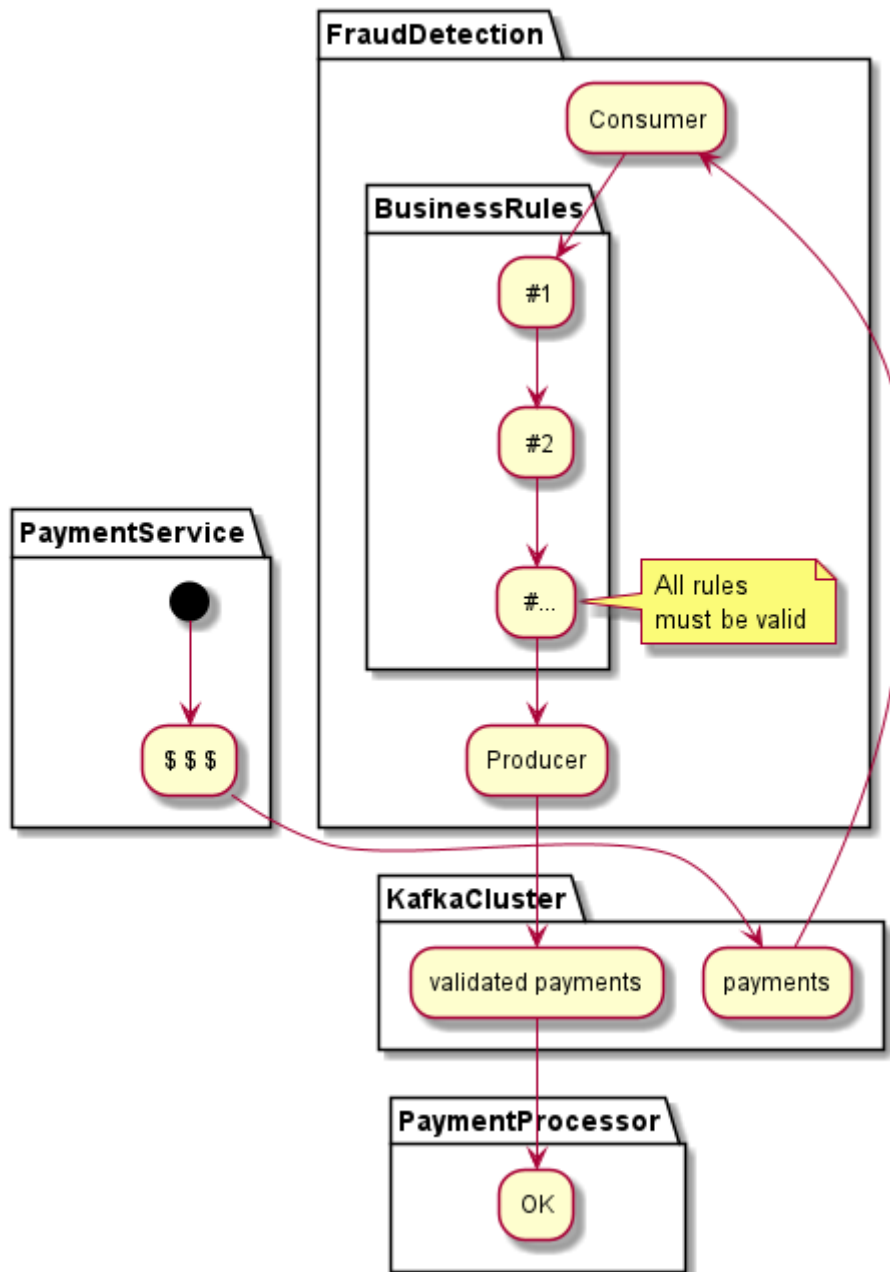 FraudDetection
Consumer
BusinessRules
#1
#2
PaymentService
#...
All rules
must be valid
$ $ $
Producer
KafkaCluster
validated payments
payments
PaymentProcessor
OK